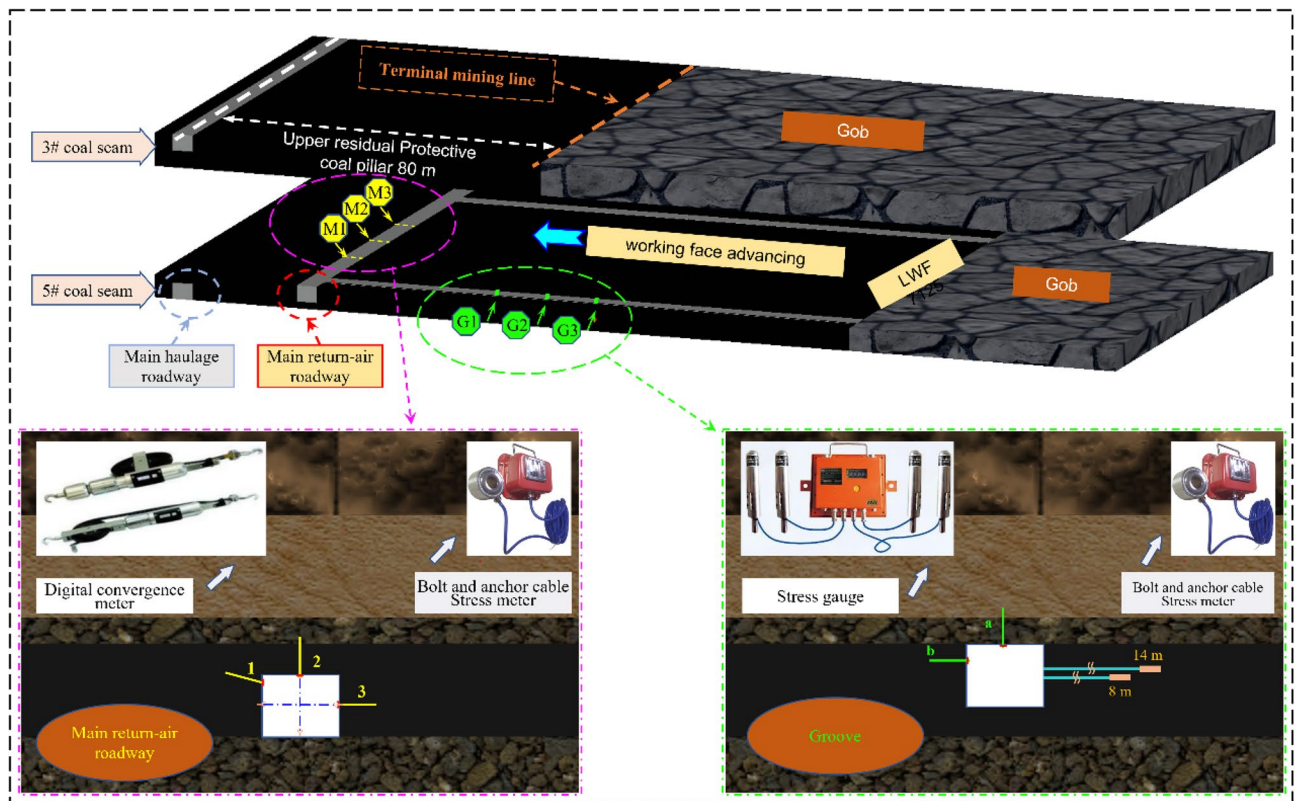 Terminal mining line
Gob
3# coal seam
Upper residual Protective
coal pillar 80 m
M3
M2
M1
working face advancing
LWF
7125
Gob
5# coal seam
G1
G2
G3
Main haulage
roadway
Main return-air
roadway
Digital convergence
meter
Bolt and anchor cable
Stress meter
1
2
3
Main return-air
roadway
Stress gauge
Bolt and anchor cable
Stress meter
a
b
14 m
8 m
Groove